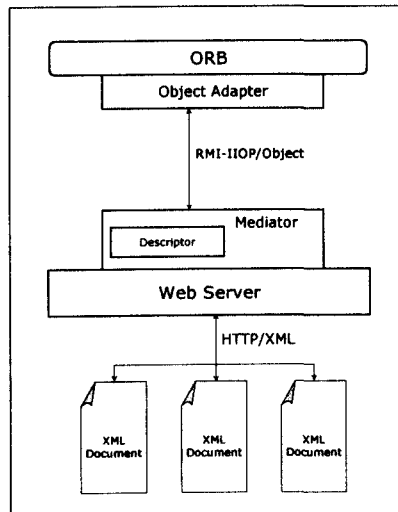 ORB
Object Adapter
RMI-IIOP/Object
Mediator
Descriptor
Web Server
HTTP/XML
XML
Document
XML
Document
XML
Document